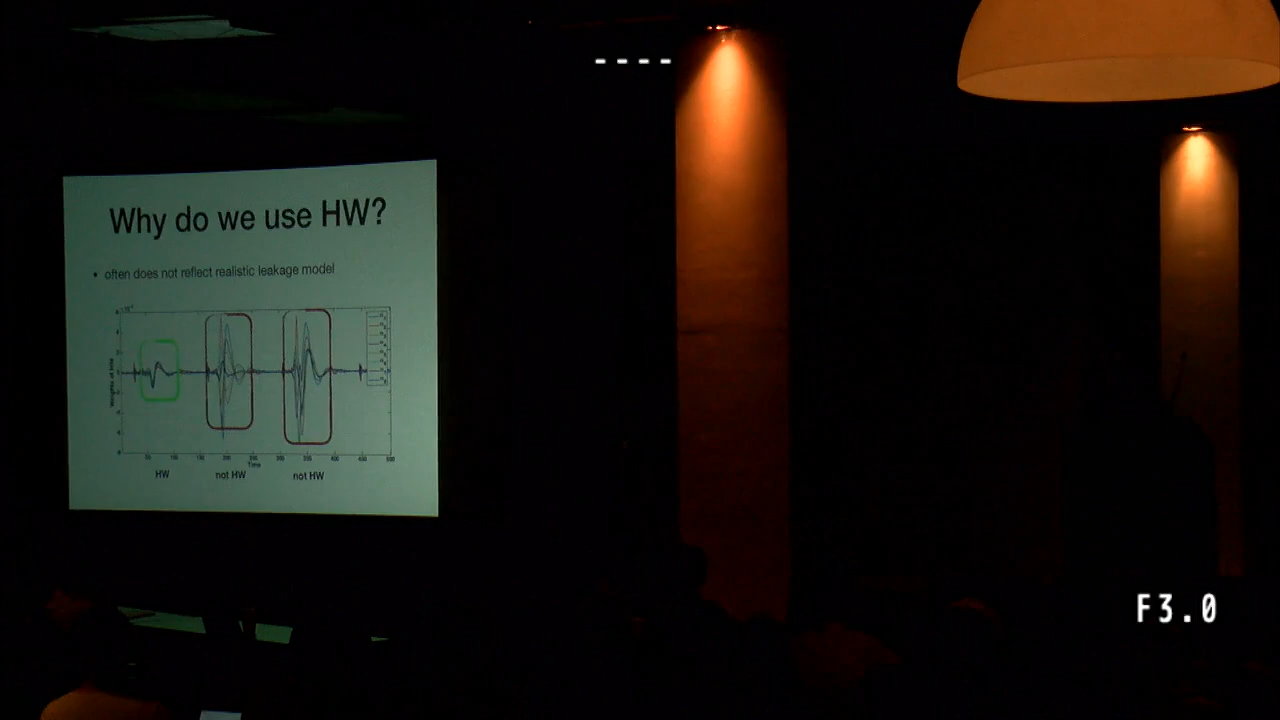 ----
Why do we use HW?
• often does not reflect realistic leakage model
Time
HW
not HW
not HW
F3.0